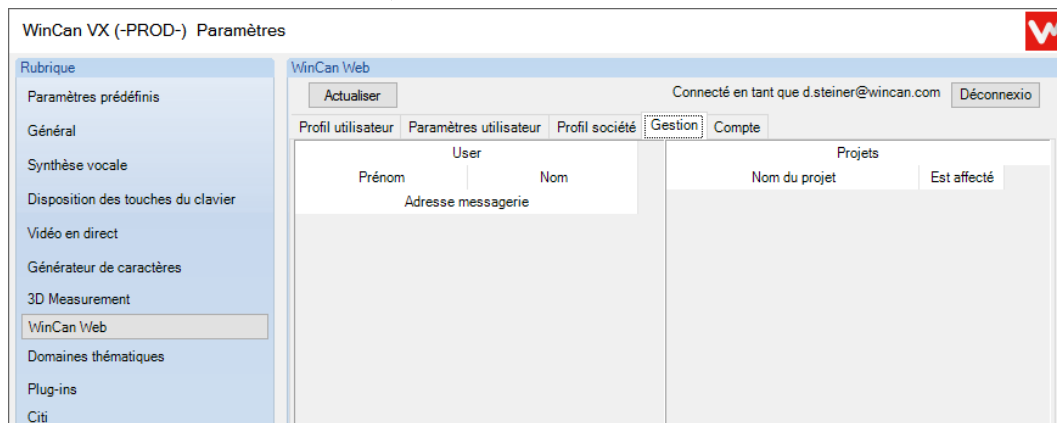 WinCan VX (-PROD-) Paramètres
Rubrique
Paramètres prédéfinis
Général
Synthèse vocale
Disposition des touches du clavier
Vidéo en direct
Générateur de caractères
3D Measurement
WinCan Web
Domaines thématiques
Plug-ins
Citi
WinCan Web
Actualiser
Connecté en tant que d.steiner@wincan.com
Déconnexio
Profil utilisateur
Paramètres utilisateur
Profil société
Gestion
Compte
User
Prénom
Nom
Adresse messagerie
Projets
Nom du projet
Est affecté